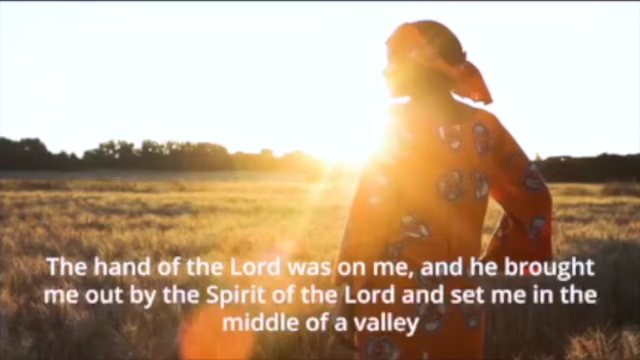 The hand of the Lord was on me, and he brought
me out by the Spirit of the Lord and set me in the
middle of a valley